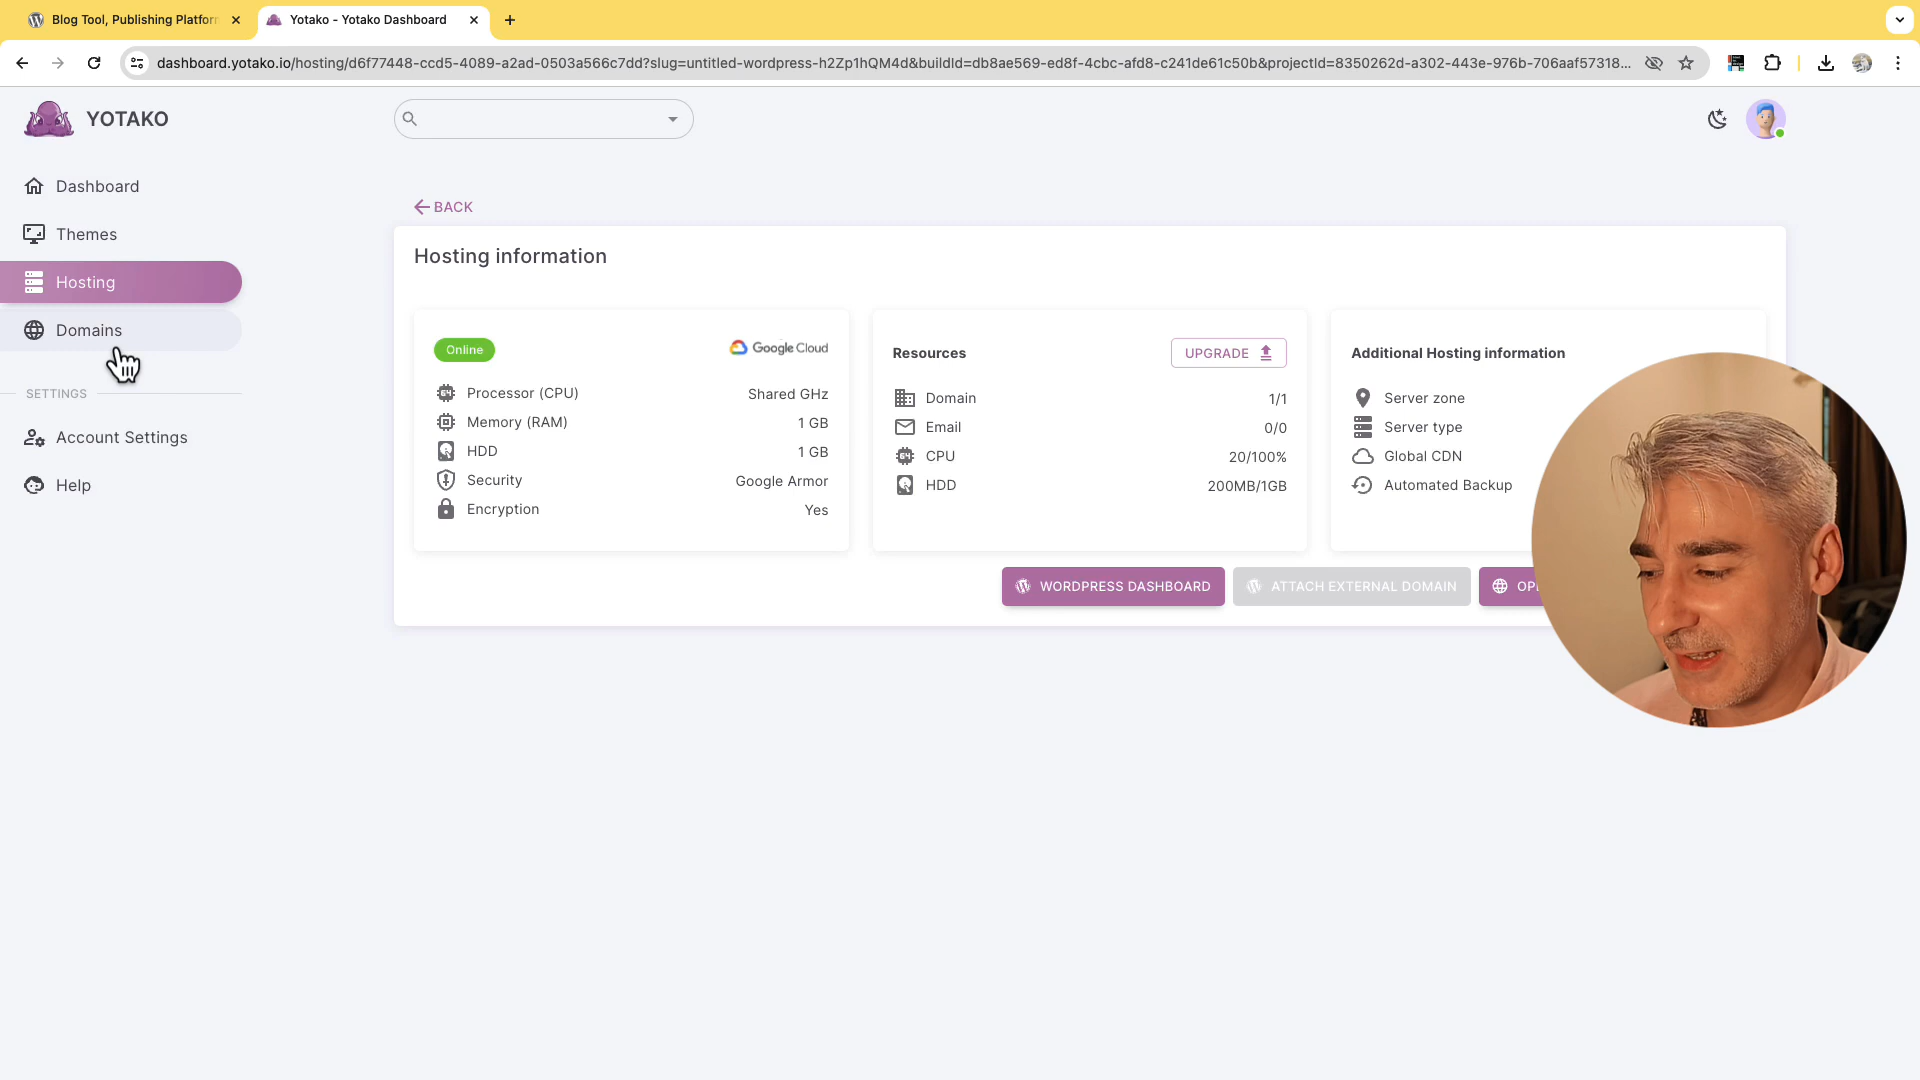 Blog Tool, Publishing Platfor
Yotako - Yotako Dashboard
dashboard.yotako.io/hosting/d6f77448-ccd5-4089-a2ad-0503a566c7dd?slug=untitled-wordpress-h2Zp1hQM4d&buildId=db8ae569-ed8f-4cbc-afd8-c241de61c50b&projectId=8350262d-a302-443e-976b-706aaf57318...
YOTAKO
Dashboard
Themes
Hosting
Domains
SETTINGS
Account Settings
Help
BACK
Hosting information
Online
Google Cloud
Processor (CPU) Shared GHz
Memory (RAM) 1 GB
HDD 1 GB
Security Google Armor
Encryption Yes
Resources UPGRADE
Domain 1/1
Email 0/0
CPU 20/100%
HDD 200MB/1GB
Additional Hosting information
Server zone
Server type
Global CDN
Automated Backup
WORDPRESS DASHBOARD
ATTACH EXTERNAL DOMAIN